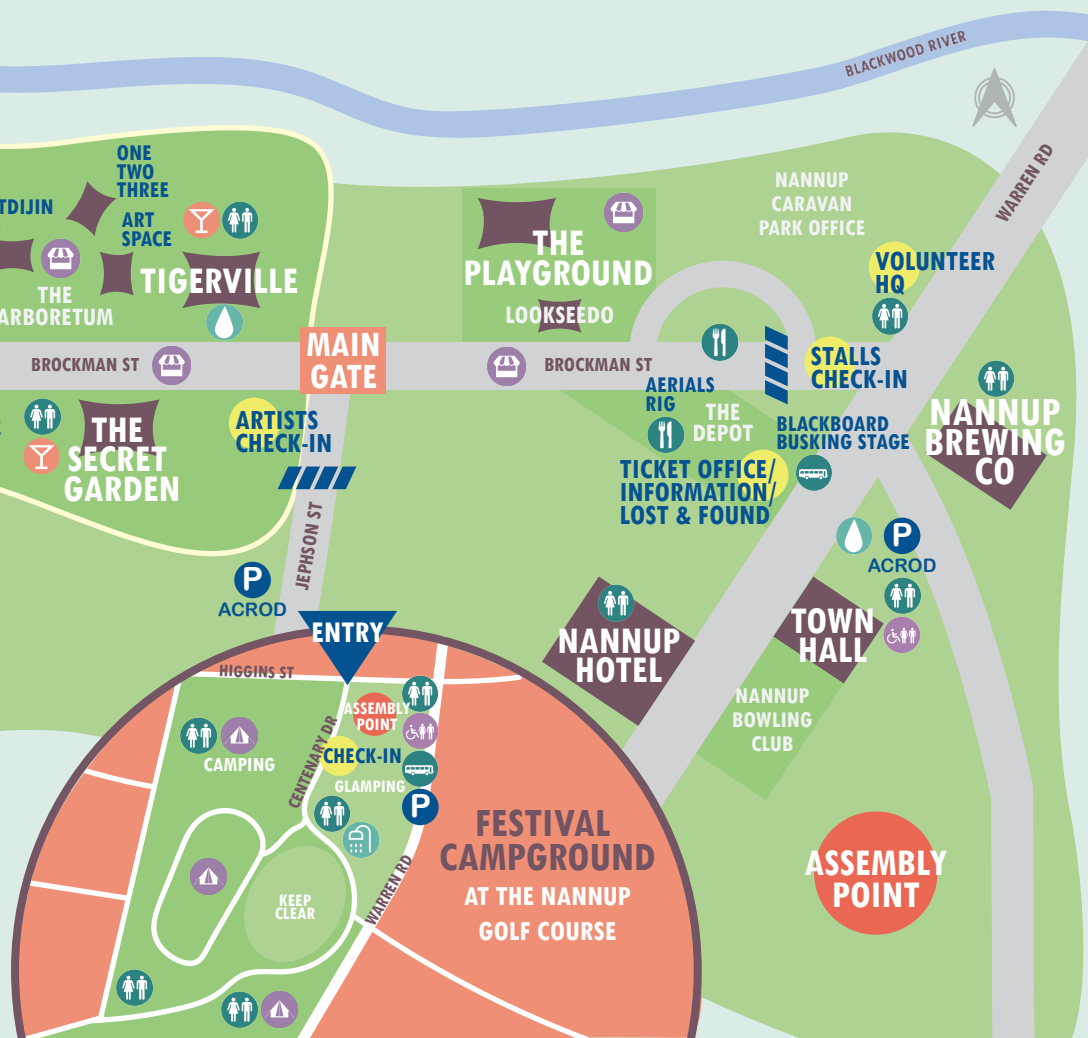 BLACKWOOD RIVER
WARREN RD
ONE
TWO
THREE
TDIJIN
ART
SPACE
TIGERVILLE
THE
ARBORETUM
NANNUP
CARAVAN
PARK OFFICE
THE
PLAYGROUND
LOOKSEEDO
VOLUNTEER
HQ
BROCKMAN ST
MAIN
GATE
BROCKMAN ST
STALLS
CHECK-IN
AERIALS
RIG
THE
DEPOT
BLACKBOARD
BUSKING STAGE
NANNUP
BREWING
CO
THE
SECRET
GARDEN
ARTISTS
CHECK-IN
TICKET OFFICE/
INFORMATION/
LOST & FOUND
JEPHSON ST
P
ACROD
P
ACROD
ENTRY
NANNUP
HOTEL
TOWN
HALL
NANNUP
BOWLING
CLUB
HIGGINS ST
ASSEMBLY
POINT
CENTENARY DR
CHECK-IN
CAMPING
GLAMPING
P
FESTIVAL
CAMPGROUND
AT THE NANNUP
GOLF COURSE
KEEP
CLEAR
WARREN RD
ASSEMBLY
POINT